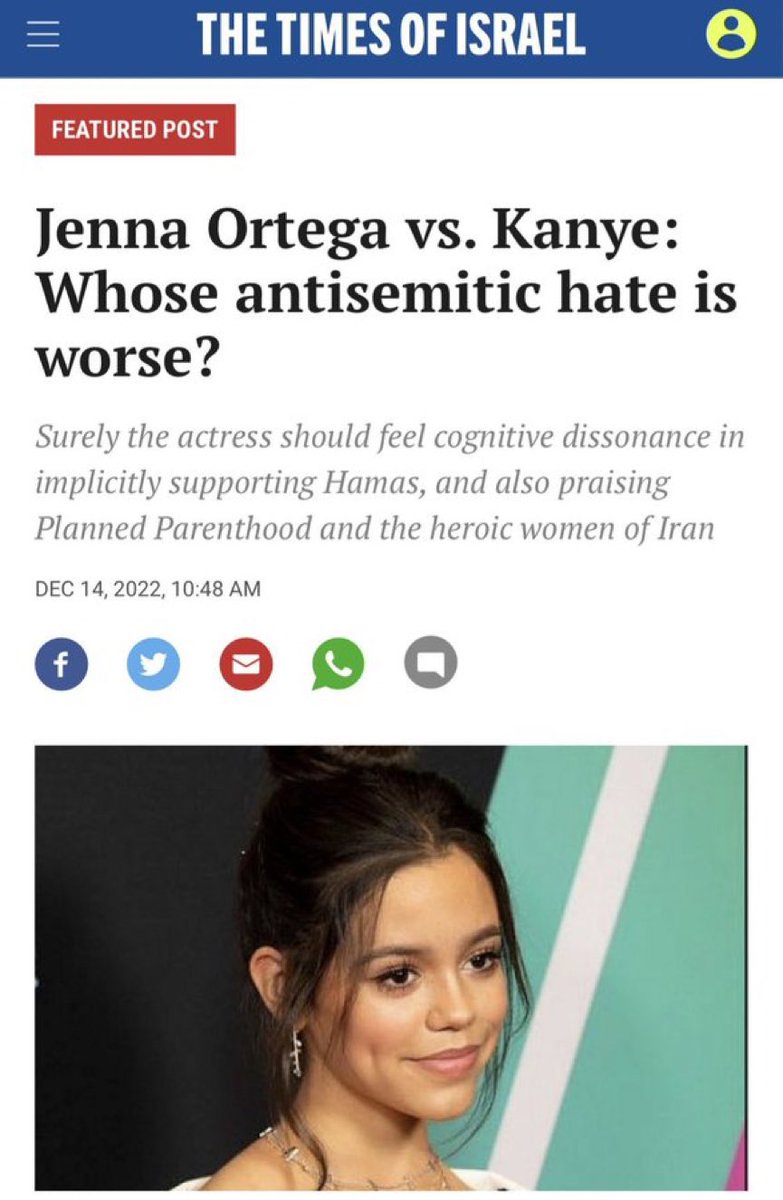 THE TIMES OF ISRAEL
FEATURED POST
Jenna Ortega vs. Kanye:
Whose antisemitic hate is
worse?
Surely the actress should feel cognitive dissonance in
implicitly supporting Hamas, and also praising
Planned Parenthood and the heroic women of Iran
DEC 14, 2022, 10:48 AM